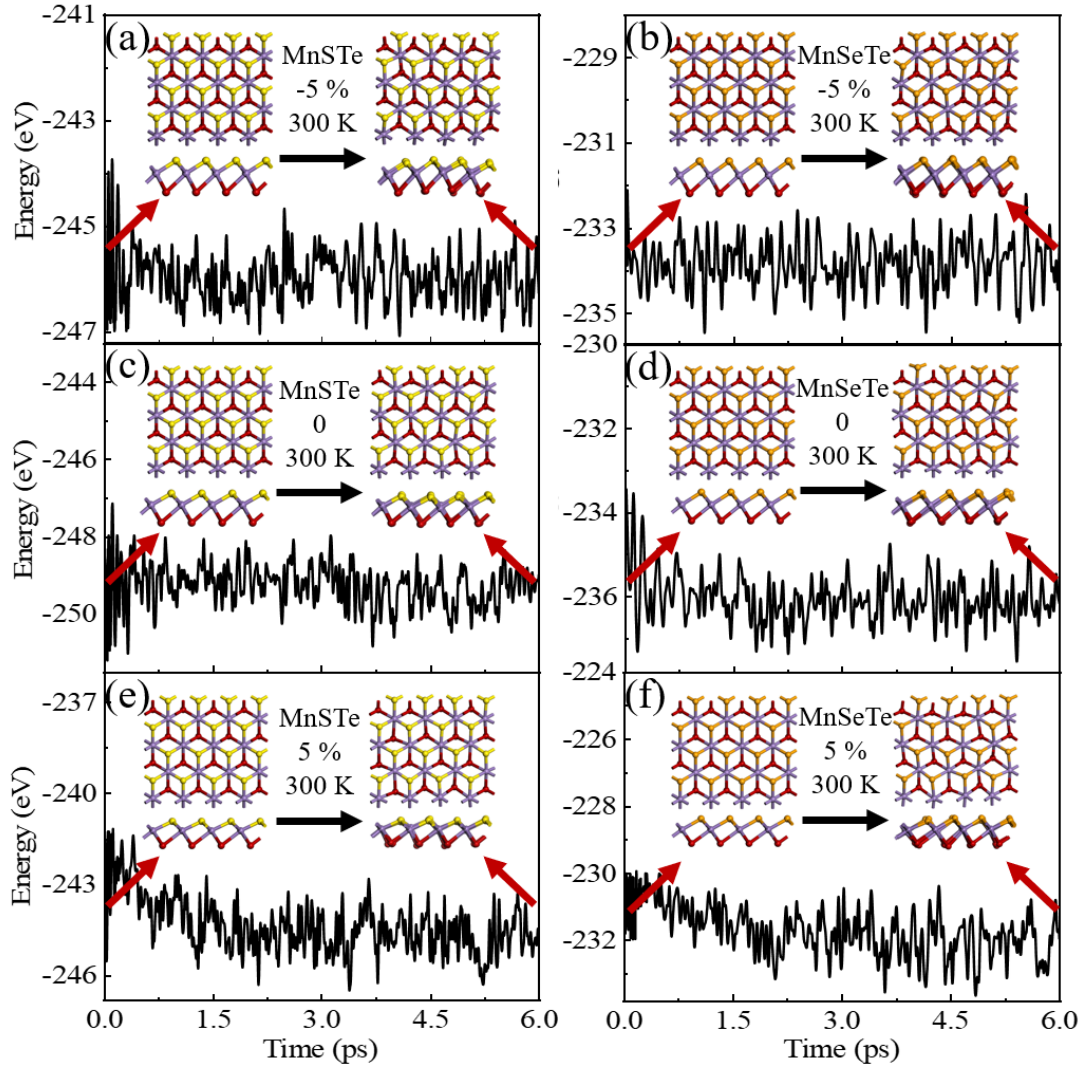 (a)
MnSTe
-5 %
300 K
-241
-243
-245
-247
Energy (eV)
(b)
MnSeTe
-5 %
300 K
-229
-231
-233
-235
(c)
MnSTe
0
300 K
-244
-246
-248
-250
Energy (eV)
(d)
MnSeTe
0
300 K
-230
-232
-234
-236
(e)
MnSTe
5 %
300 K
-237
-240
-243
-246
Energy (eV)
0.0
1.5
3.0
4.5
6.0
Time (ps)
(f)
MnSeTe
5 %
300 K
-224
-226
-228
-230
-232
0.0
1.5
3.0
4.5
6.0
Time (ps)